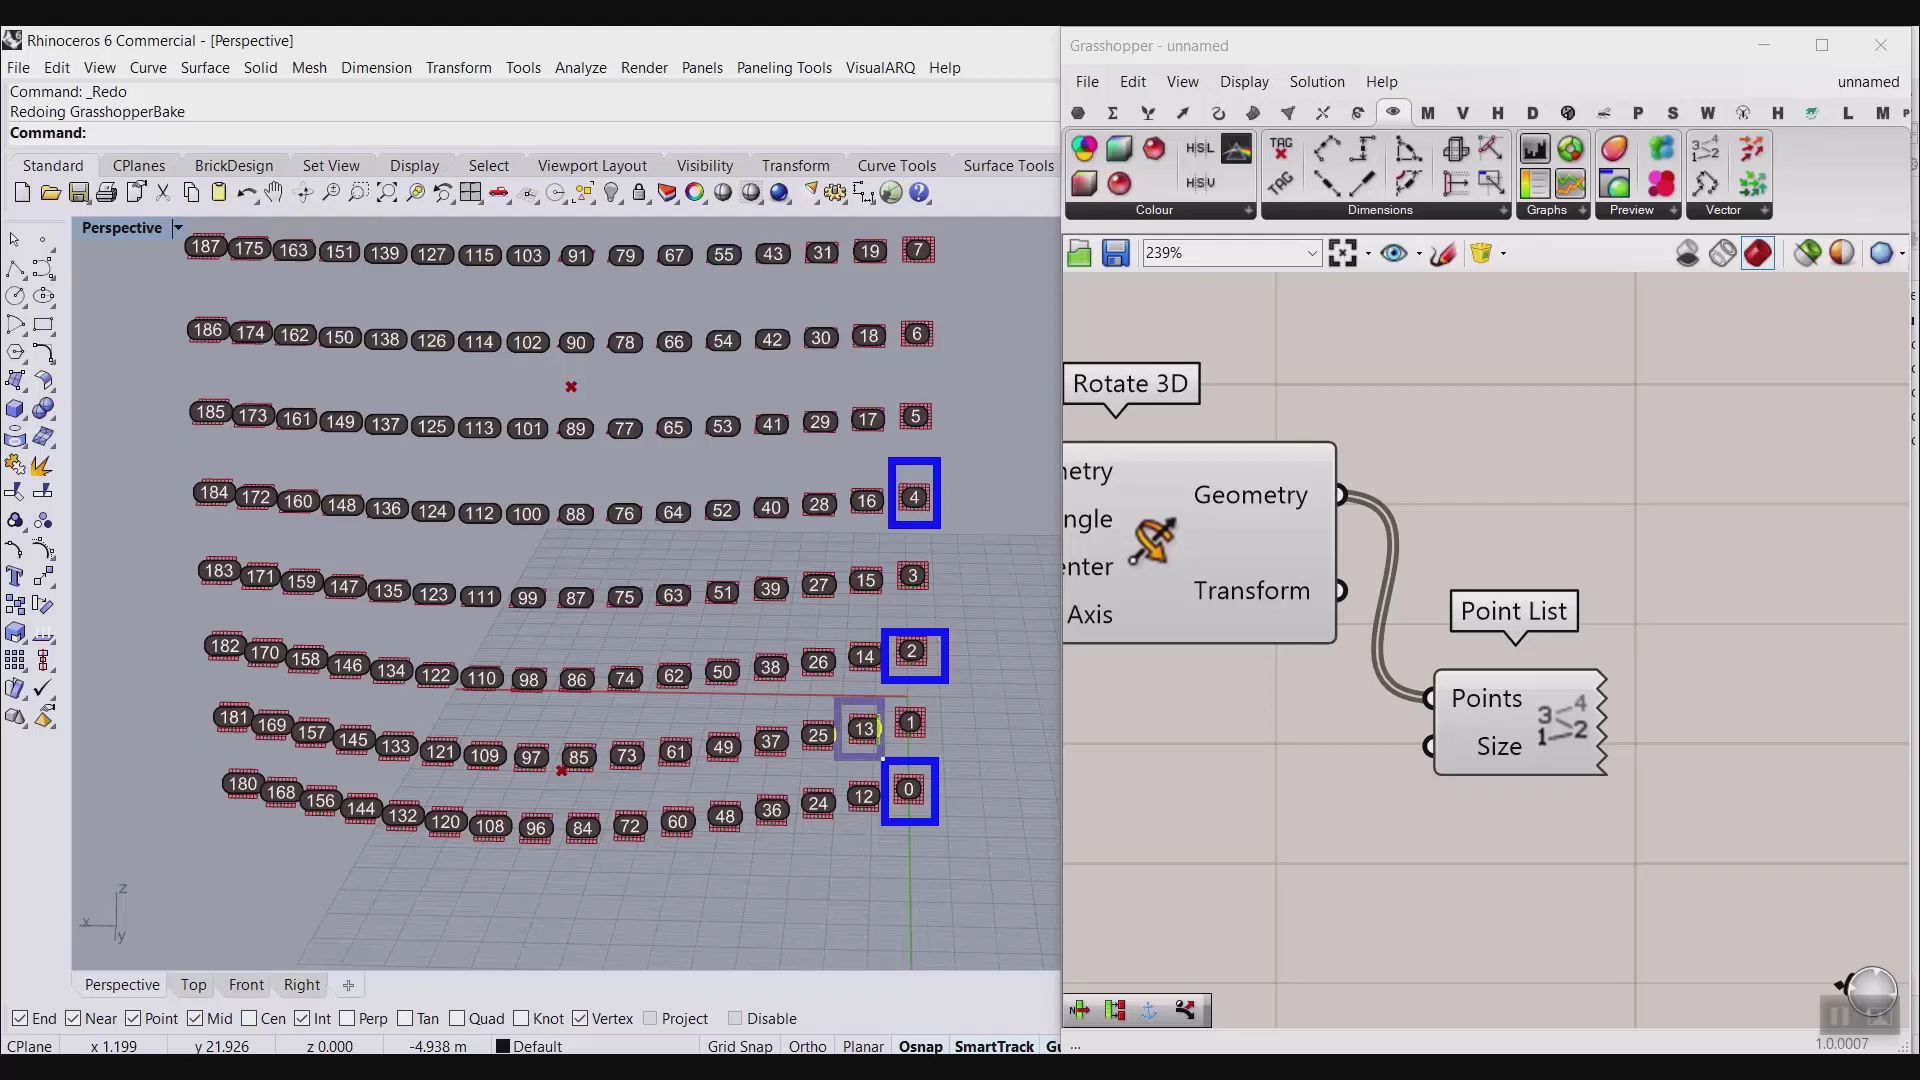 Rhinoceros 6 Commercial - [Perspective]
File Edit View Curve Surface Solid Mesh Dimension Transform Tools Analyze Render Panels Paneling Tools VisualARQ Help
Command: _Redo
Redoing GrasshopperBake
Command:
Standard CPlanes BrickDesign Set View Display Select Viewport Layout Visibility Transform Curve Tools Surface Tools
Perspective
187 175 163 151 139 127 115 103 91 79 67 55 43 31 19 7
186 174 162 150 138 126 114 102 90 78 66 54 42 30 18 6
185 173 161 149 137 125 113 101 89 77 65 53 41 29 17 5
184 172 160 148 136 124 112 100 88 76 64 52 40 28 16 4
183 171 159 147 135 123 111 99 87 75 63 51 39 27 15 3
182 170 158 146 134 122 110 98 86 74 62 50 38 26 14 2
181 169 157 145 133 121 109 97 85 73 61 49 37 25 13 1
180 168 156 144 132 120 108 96 84 72 60 48 36 24 12 0
z
x
y
Perspective Top Front Right
End Near Point Mid Cen Int Perp Tan Quad Knot Vertex Project Disable
CPlane x 1.199 y 21.926 z 0.000 -4.938 m Default Grid Snap Ortho Planar Osnap SmartTrack
Grasshopper - unnamed
File Edit View Display Solution Help unnamed
M V H D P S W H L M
HSL
TAG
HSV
TAG
Colour Dimensions Graphs Preview Vector
239%
Rotate 3D
Geometry
Transform
Axis
Point List
Points
Size
3 4
1 2
...
1.0.0007